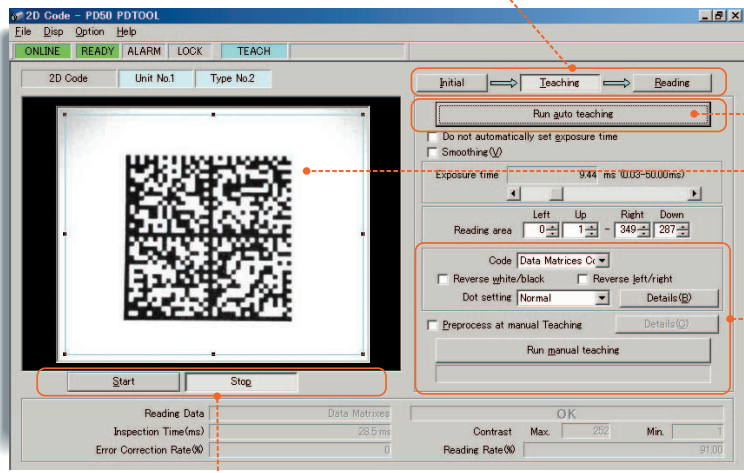 2D Code - PD50 PDTOOL
File Disp Option Help
ONLINE READY ALARM LOCK TEACH
2D Code Unit No.1 Type No.2
Initial Teaching Reading
Run auto teaching
Do not automatically set exposure time
Smoothing(V)
Exposure time 9.44 ms (0.03-50.00ms)
Left Up Right Down
Reading area 0 1 - 349 287
Code Data Matrices Co
Reverse white/black Reverse left/right
Dot setting Normal Details(B)
Preprocess at manual Teaching Details(C)
Run manual teaching
Start Stop
Reading Data Data Matrixes OK
Inspection Time(ms) 28.5 ms Contrast Max. 252 Min. 1
Error Correction Rate(%) 0 Reading Rate(%) 91.00